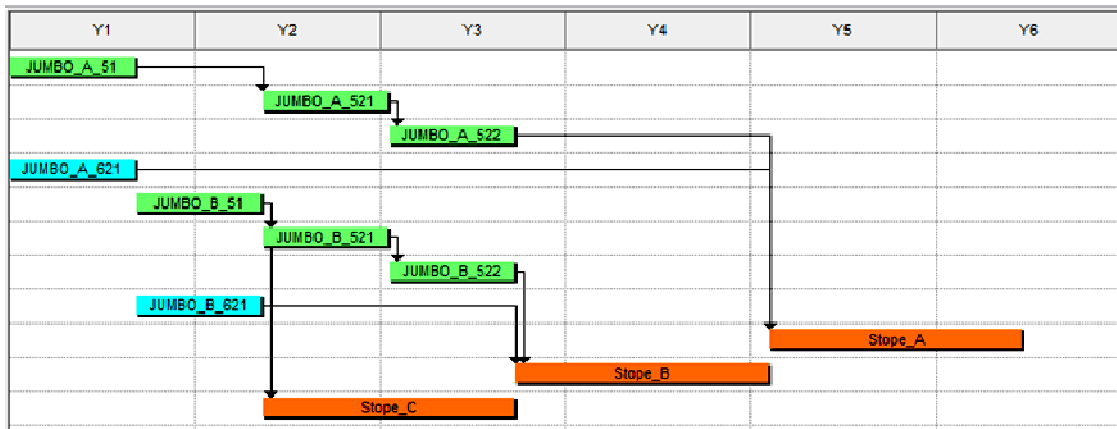 Y1 Y2 Y3 Y4 Y5 Y6
JUMBO_A_51
JUMBO_A_521
JUMBO_A_522
JUMBO_A_621
JUMBO_B_51
JUMBO_B_521
JUMBO_B_522
JUMBO_B_621
Stope_A
Stope_B
Stope_C